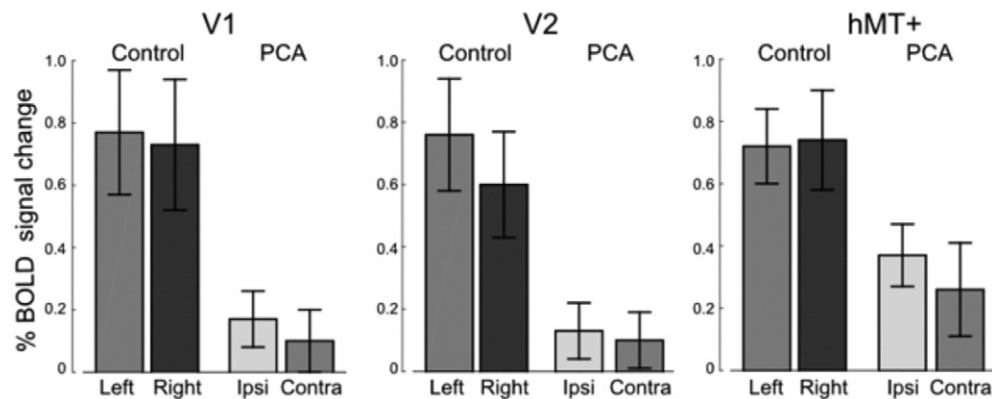 V1 V2 hMT+
Control PCA Control PCA Control PCA
% BOLD signal change
1.0 1.0 1.0
0.8 0.8 0.8
0.6 0.6 0.6
0.4 0.4 0.4
0.2 0.2 0.2
0 0 0
Left Right Ipsi Contra Left Right Ipsi Contra Left Right Ipsi Contra